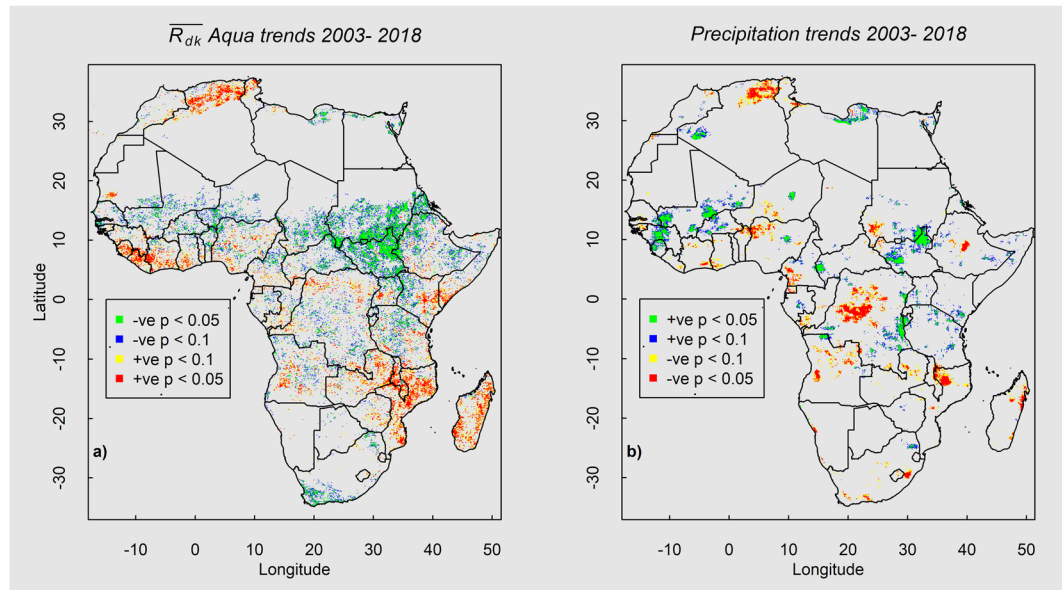 R_dk Aqua trends 2003- 2018
Latitude
30
20
10
0
-10
-20
-30
-ve p < 0.05
-ve p < 0.1
+ve p < 0.1
+ve p < 0.05
a)
-10 0 10 20 30 40 50
Longitude
Precipitation trends 2003- 2018
30
20
10
0
-10
-20
-30
+ve p < 0.05
+ve p < 0.1
-ve p < 0.1
-ve p < 0.05
b)
-10 0 10 20 30 40 50
Longitude